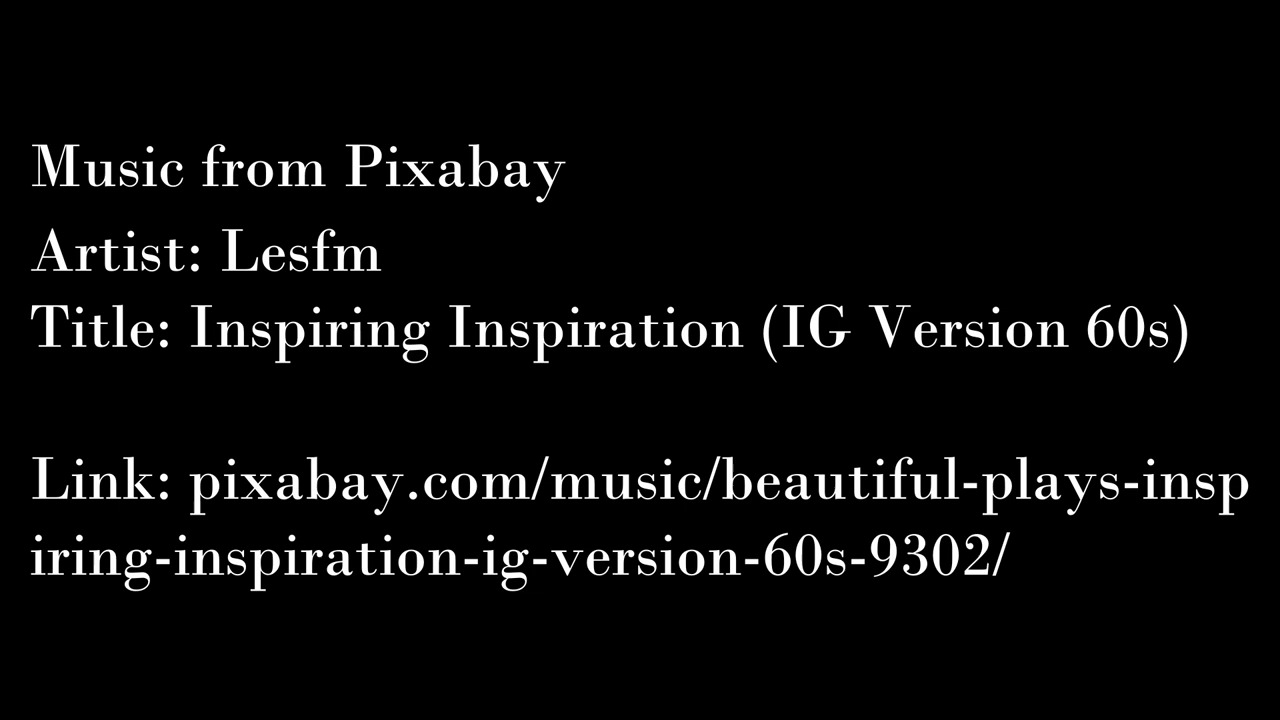 Music from Pixabay
Artist: Lesfm
Title: Inspiring Inspiration (IG Version 60s)
Link: pixabay.com/music/beautiful-plays-insp
iring-inspiration-ig-version-60s-9302/